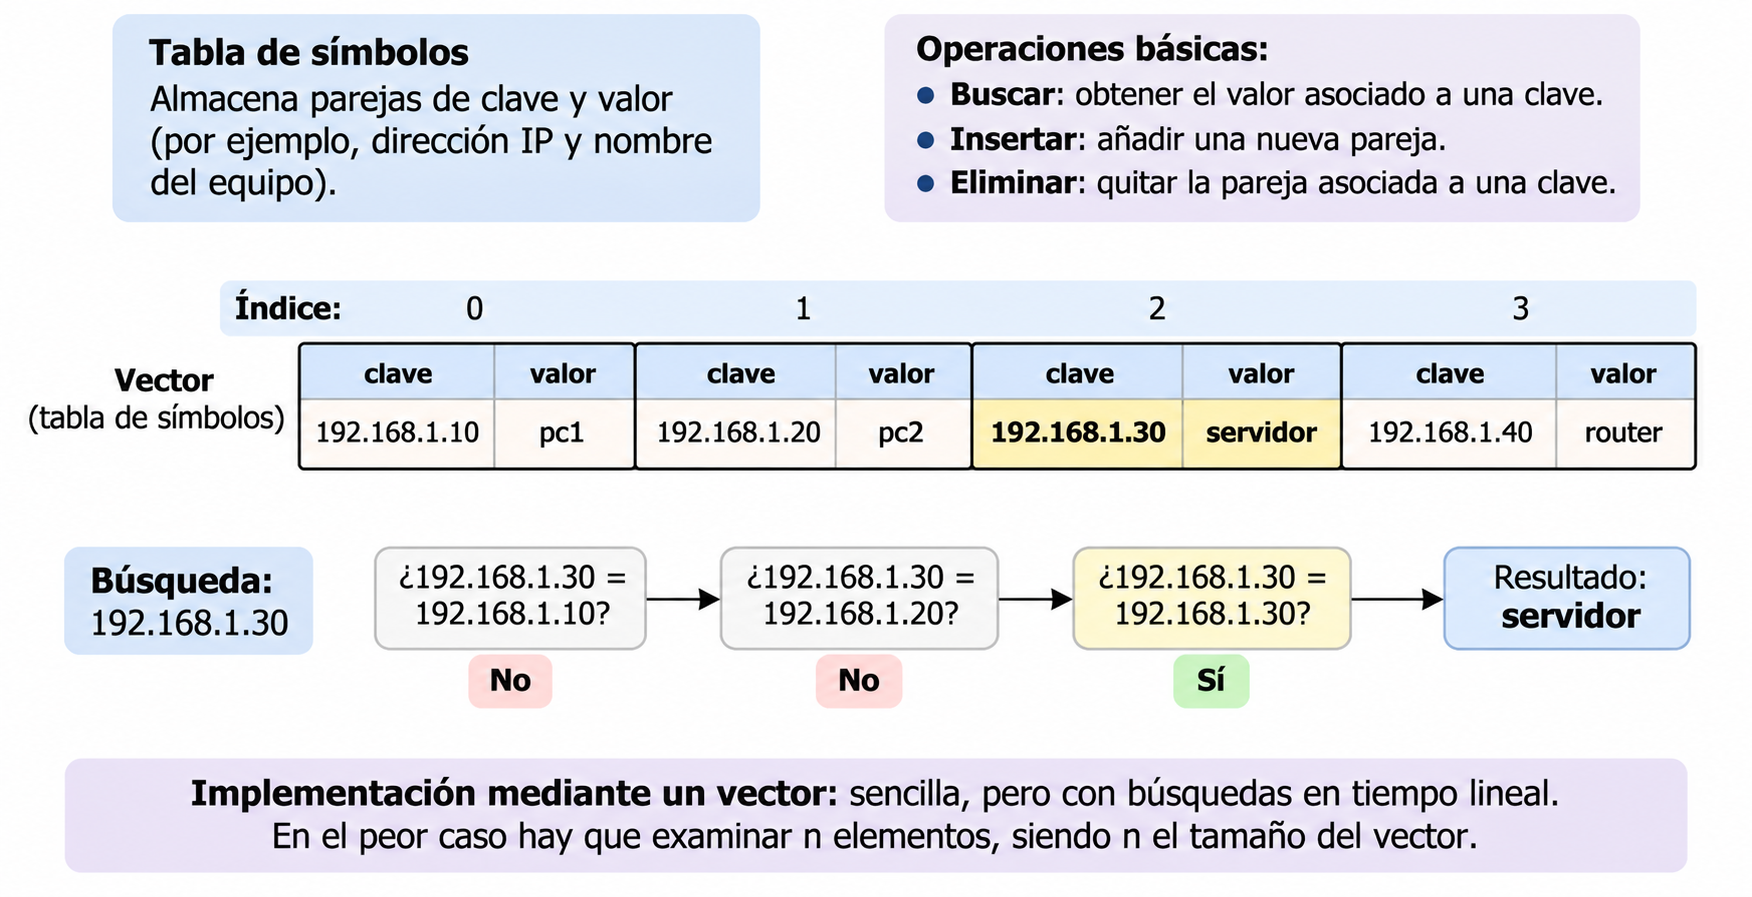 Tabla de símbolos
Almacena parejas de clave y valor
(por ejemplo, dirección IP y nombre
del equipo).
Operaciones básicas:
● Buscar: obtener el valor asociado a una clave.
● Insertar: añadir una nueva pareja.
● Eliminar: quitar la pareja asociada a una clave.
Índice: 0 1 2 3
Vector
(tabla de símbolos)
clave valor clave valor clave valor clave valor
192.168.1.10 pc1 192.168.1.20 pc2 192.168.1.30 servidor 192.168.1.40 router
Búsqueda:
192.168.1.30
¿192.168.1.30 =
192.168.1.10?
No
¿192.168.1.30 =
192.168.1.20?
No
¿192.168.1.30 =
192.168.1.30?
Sí
Resultado:
servidor
Implementación mediante un vector: sencilla, pero con búsquedas en tiempo lineal.
En el peor caso hay que examinar n elementos, siendo n el tamaño del vector.